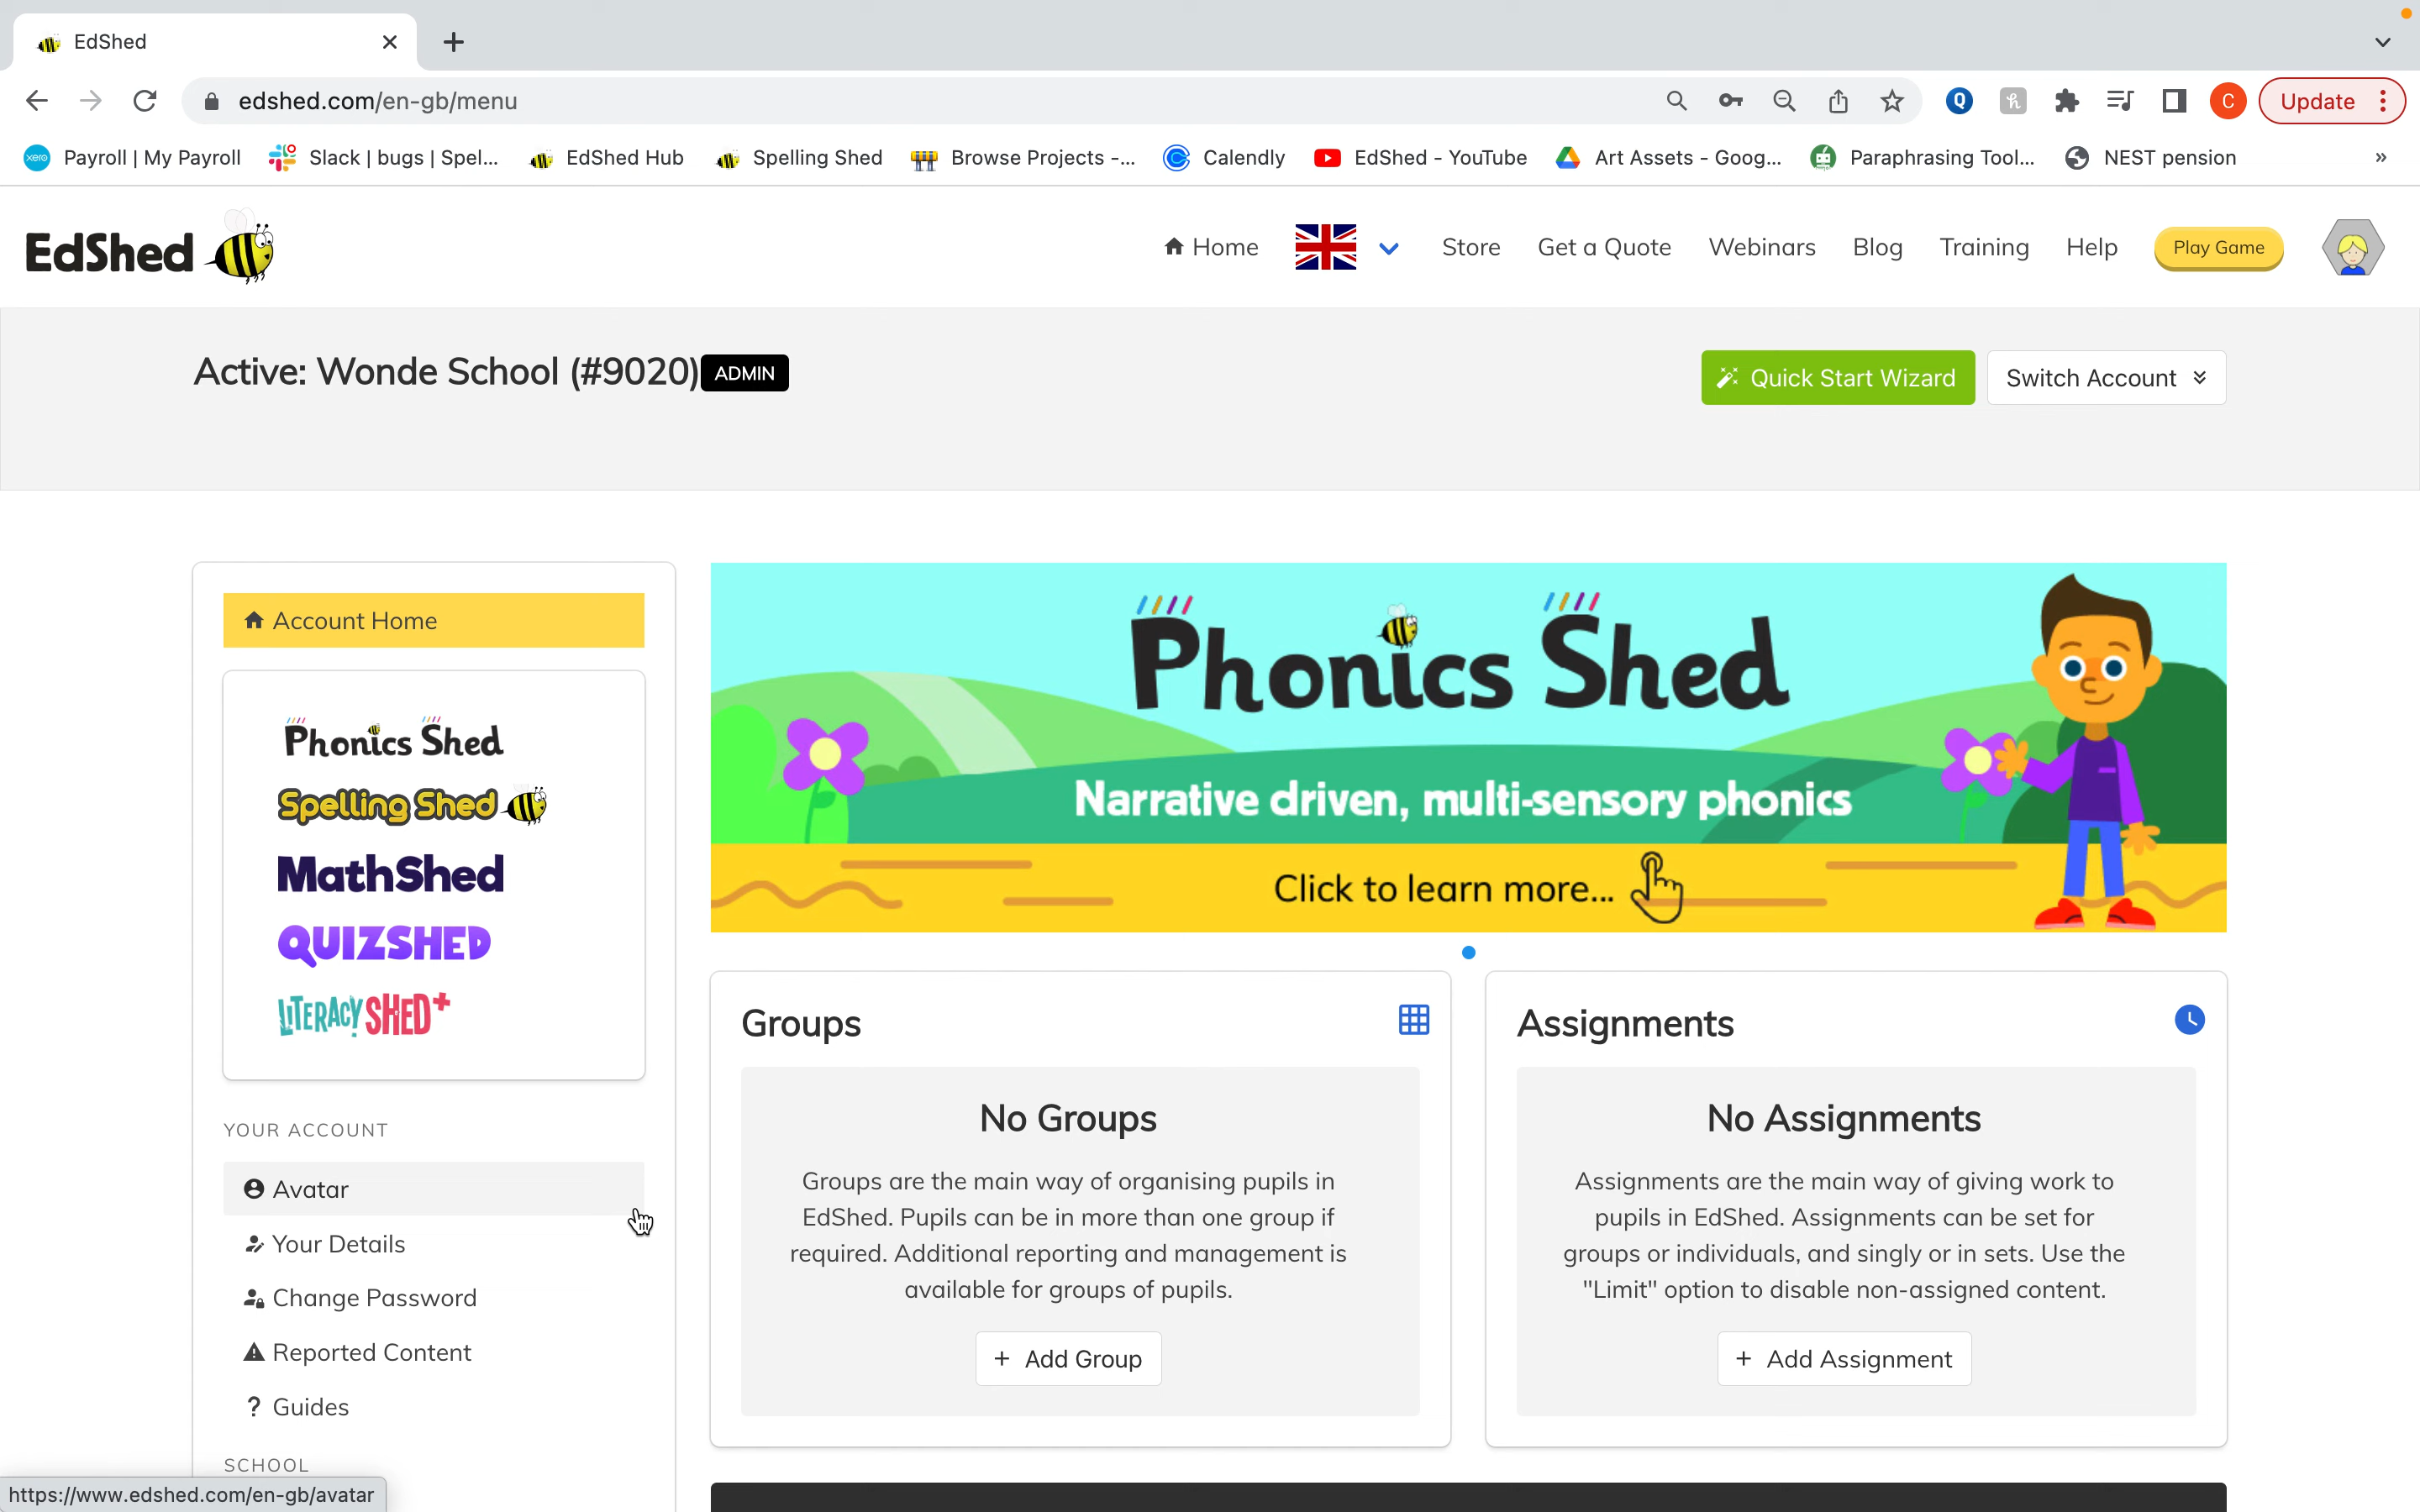 EdShed
edshed.com/en-gb/menu
Update
C
Payroll | My Payroll
Slack | bugs | Spel...
EdShed Hub
Spelling Shed
Browse Projects -...
Calendly
EdShed - YouTube
Art Assets - Goog...
Paraphrasing Tool...
NEST pension
»
EdShed
Home
Store
Get a Quote
Webinars
Blog
Training
Help
Play Game
Active: Wonde School (#9020) ADMIN
Quick Start Wizard
Switch Account
Account Home
Phonics Shed
Spelling Shed
MathShed
QUIZSHED
LITERACY SHED+
YOUR ACCOUNT
Avatar
Your Details
Change Password
Reported Content
? Guides
SCHOOL
https://www.edshed.com/en-gb/avatar
Phonics Shed
Narrative driven, multi-sensory phonics
Click to learn more...
Groups
No Groups
Groups are the main way of organising pupils in
EdShed. Pupils can be in more than one group if
required. Additional reporting and management is
available for groups of pupils.
+ Add Group
Assignments
No Assignments
Assignments are the main way of giving work to
pupils in EdShed. Assignments can be set for
groups or individuals, and singly or in sets. Use the
"Limit" option to disable non-assigned content.
+ Add Assignment